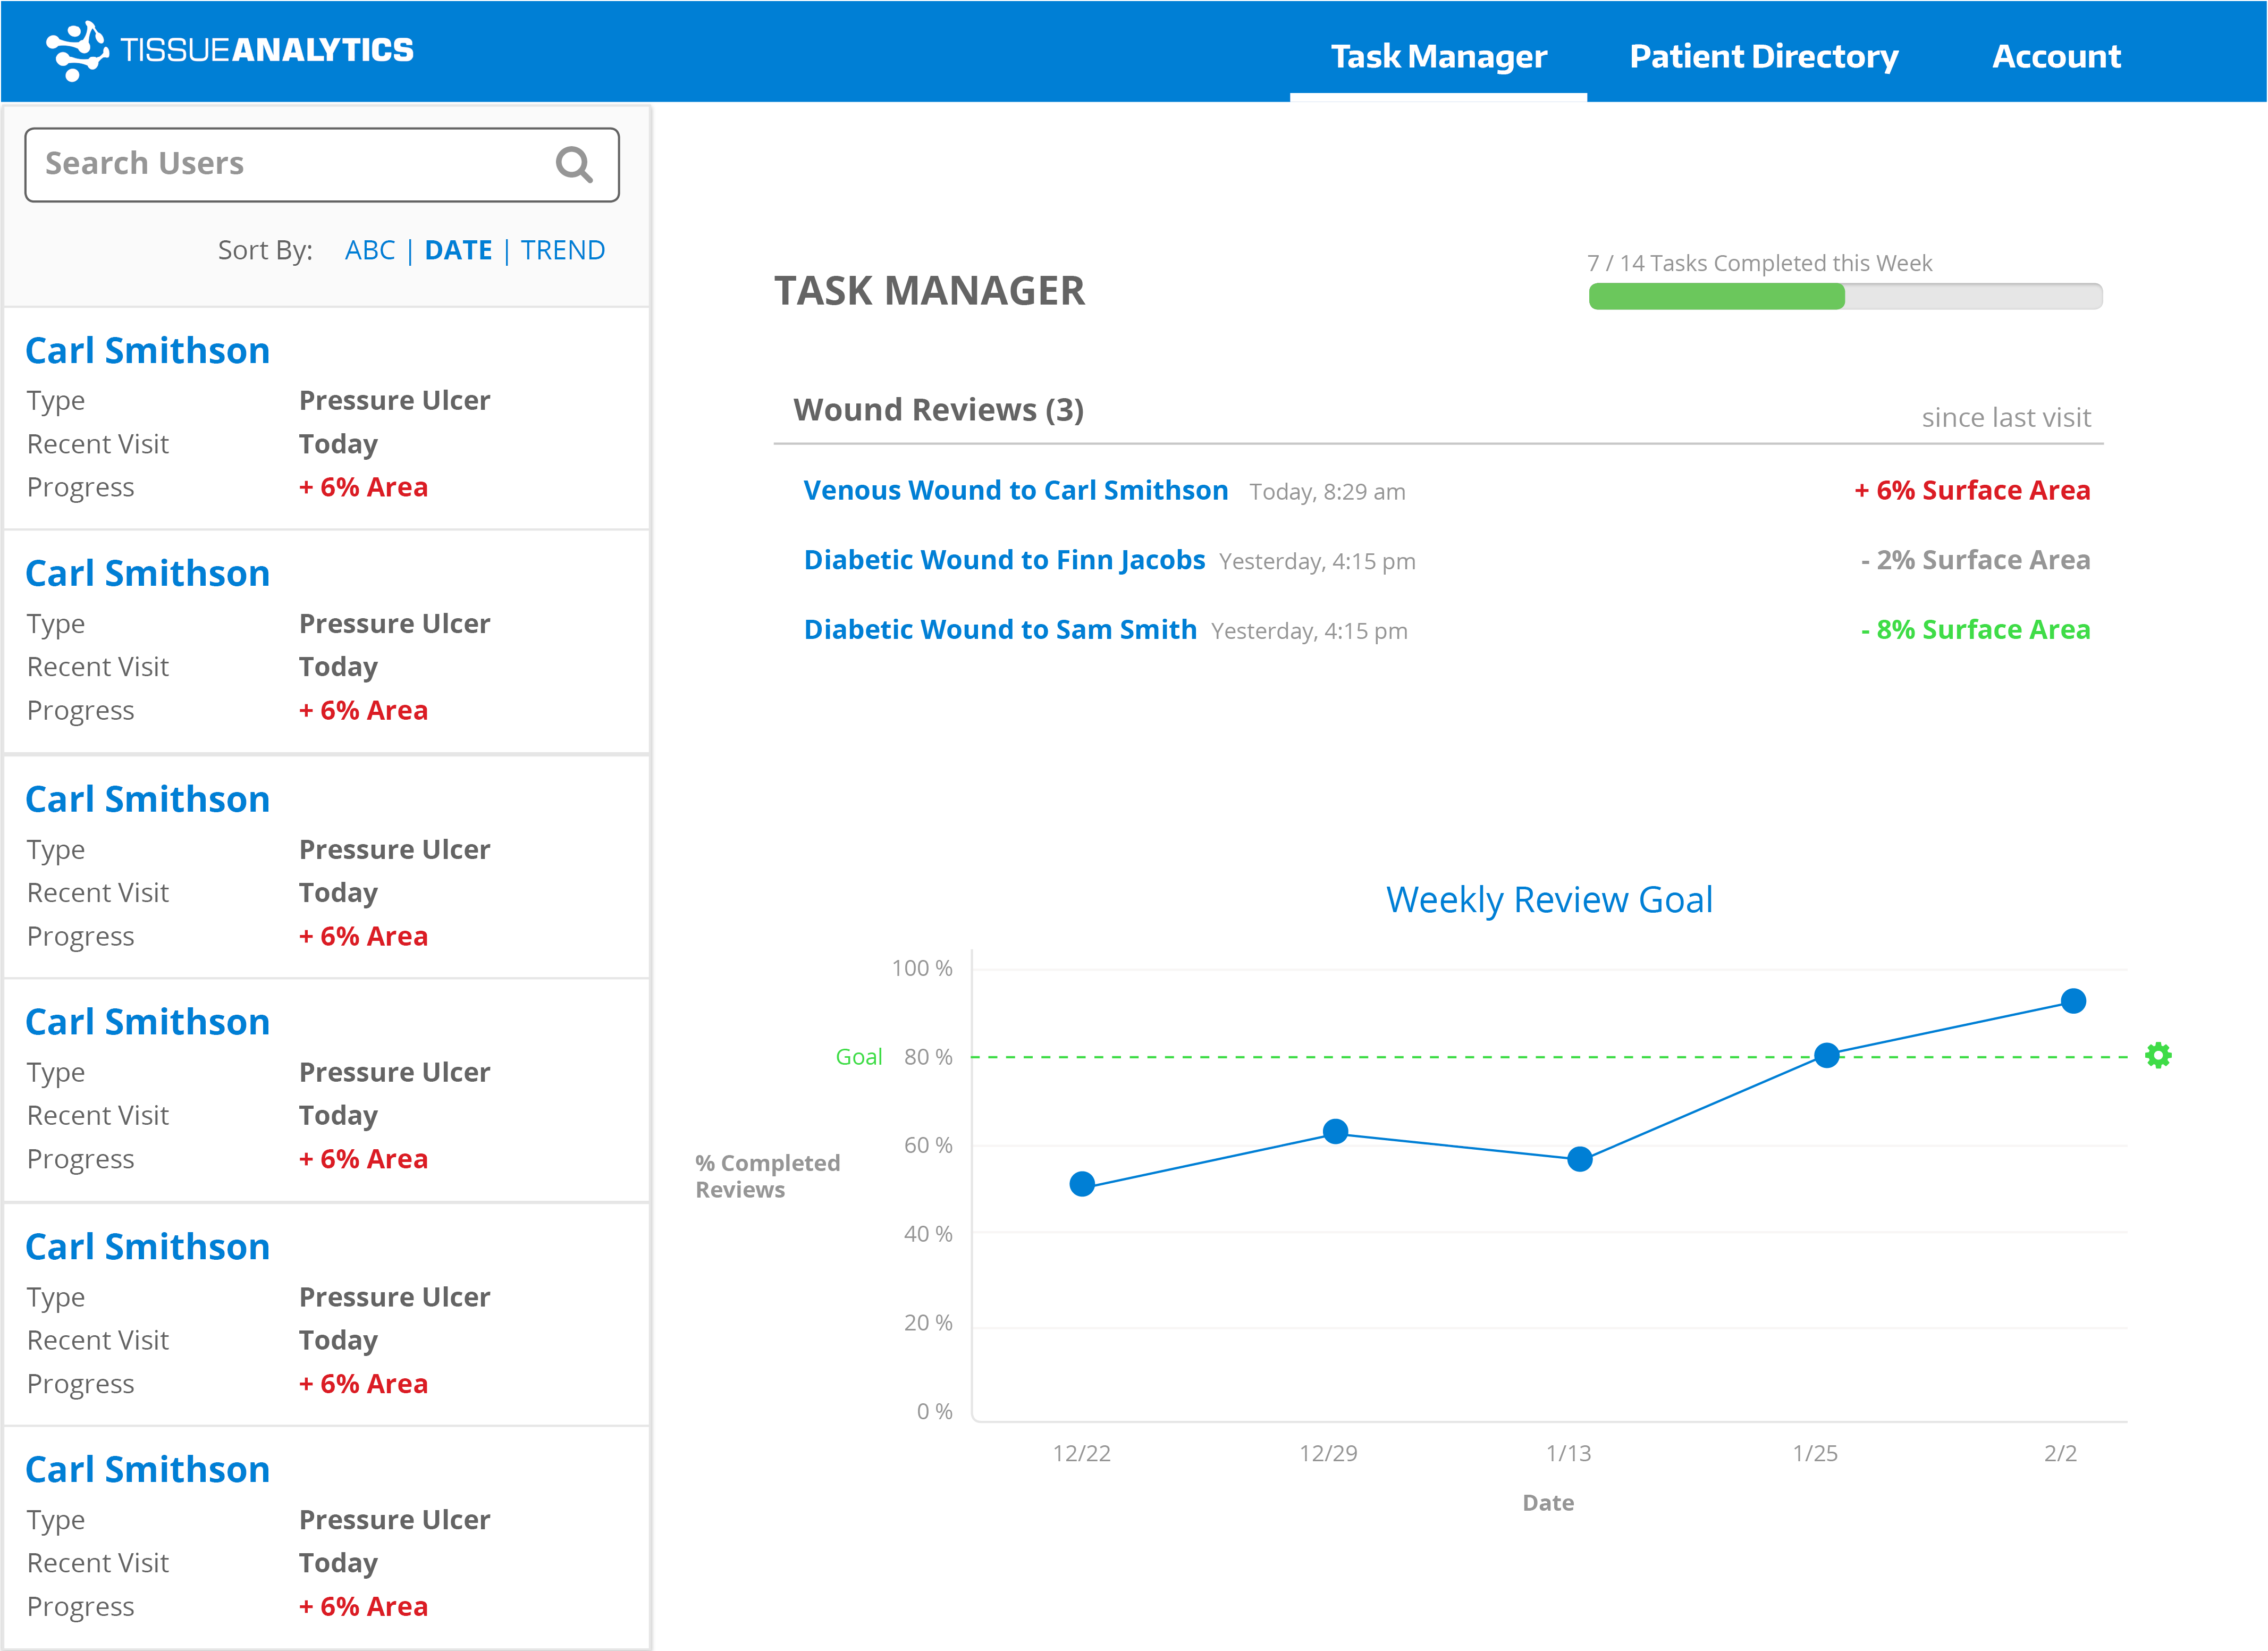 TISSUEANALYTICS
Task Manager
Patient Directory
Account
Search Users
Sort By: ABC | DATE | TREND
Carl Smithson
Type Pressure Ulcer
Recent Visit Today
Progress + 6% Area
Carl Smithson
Type Pressure Ulcer
Recent Visit Today
Progress + 6% Area
Carl Smithson
Type Pressure Ulcer
Recent Visit Today
Progress + 6% Area
Carl Smithson
Type Pressure Ulcer
Recent Visit Today
Progress + 6% Area
Carl Smithson
Type Pressure Ulcer
Recent Visit Today
Progress + 6% Area
Carl Smithson
Type Pressure Ulcer
Recent Visit Today
Progress + 6% Area
TASK MANAGER
7 / 14 Tasks Completed this Week
Wound Reviews (3) since last visit
Venous Wound to Carl Smithson Today, 8:29 am + 6% Surface Area
Diabetic Wound to Finn Jacobs Yesterday, 4:15 pm - 2% Surface Area
Diabetic Wound to Sam Smith Yesterday, 4:15 pm - 8% Surface Area
Weekly Review Goal
100 %
Goal 80 %
60 %
% Completed
Reviews
40 %
20 %
0 %
12/22 12/29 1/13 1/25 2/2
Date